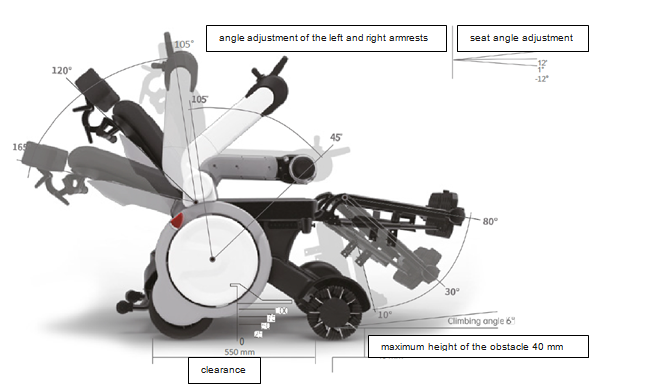 angle adjustment of the left and right armrests
seat angle adjustment
105°
120°
12°
1°
-12°
105°
45°
165
80°
30°
10°
Climbing angle 6°
0
550 mm
maximum height of the obstacle 40 mm
clearance